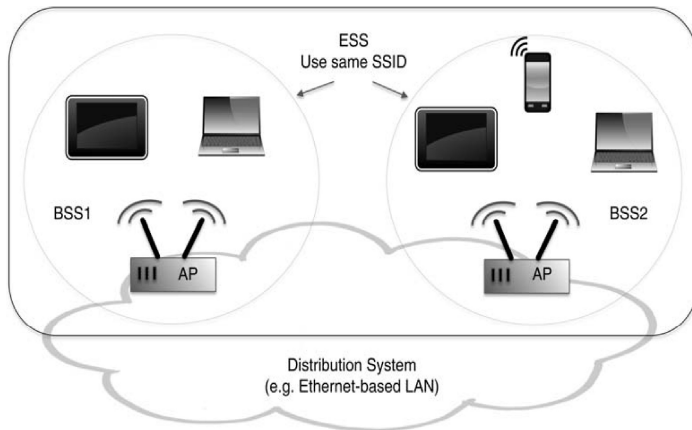 ESS
Use same SSID
BSS1
BSS2
AP
AP
Distribution System
(e.g. Ethernet-based LAN)